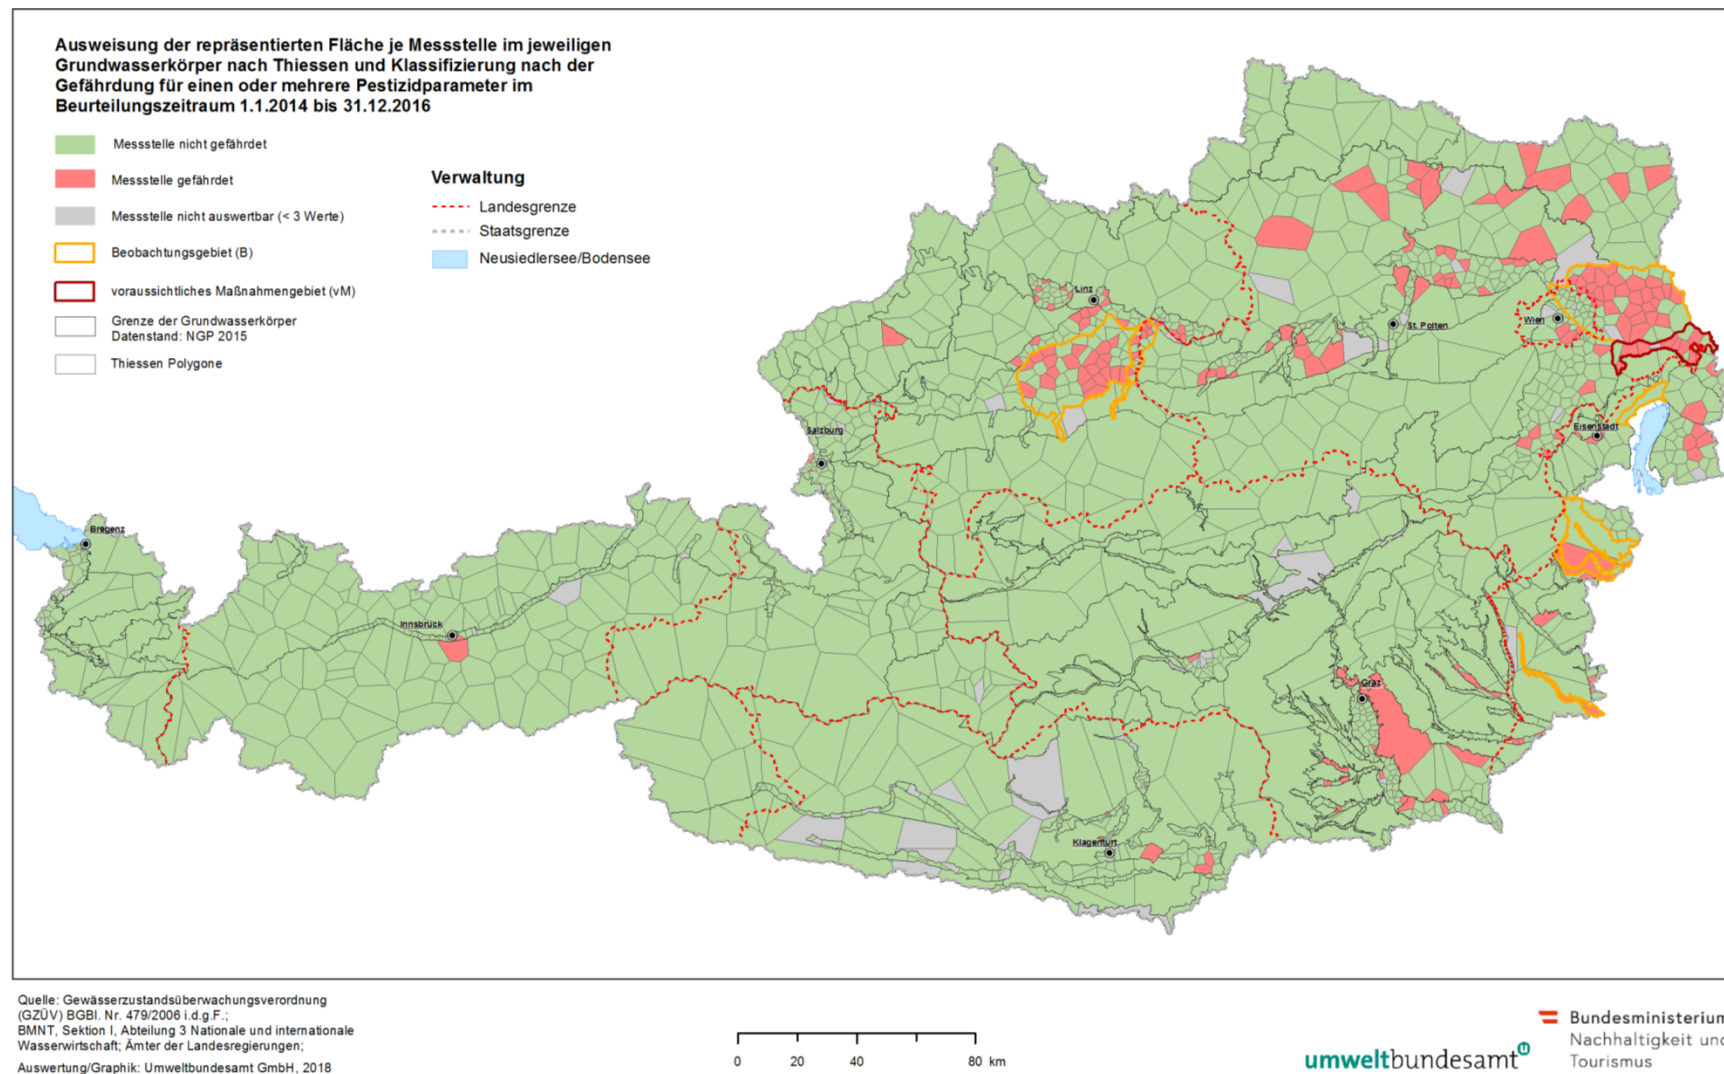 Ausweisung der repräsentierten Fläche je Messstelle im jeweiligen
Grundwasserkörper nach Thiessen und Klassifizierung nach der
Gefährdung für einen oder mehrere Pestizidparameter im
Beurteilungszeitraum 1.1.2014 bis 31.12.2016
Messstelle nicht gefährdet
Messstelle gefährdet
Messstelle nicht auswertbar (< 3 Werte)
Beobachtungsgebiet (B)
voraussichtliches Maßnahmengebiet (vM)
Grenze der Grundwasserkörper
Datenstand: NGP 2015
Thiessen Polygone
Verwaltung
Landesgrenze
Staatsgrenze
Neusiedlersee/Bodensee
Linz
Wien
St. Pölten
Salzburg
Eisenstadt
Bregenz
Innsbruck
Graz
Klagenfurt
Quelle: Gewässerzustandsüberwachungsverordnung
(GZÜV) BGBl. Nr. 479/2006 i.d.g.F.;
BMNT, Sektion I, Abteilung 3 Nationale und internationale
Wasserwirtschaft; Ämter der Landesregierungen;
Auswertung/Graphik: Umweltbundesamt GmbH, 2018
0 20 40 80 km
umweltbundesamt u
Bundesministerium
Nachhaltigkeit und
Tourismus